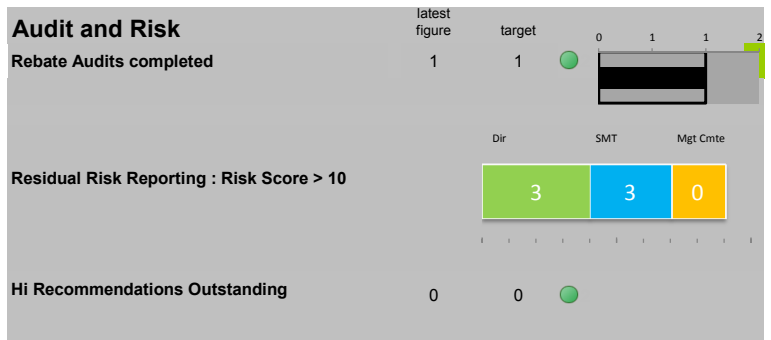 Audit and Risk
latest figure
target
0 1 1 2
Rebate Audits completed
1 1
Dir SMT Mgt Cmte
Residual Risk Reporting : Risk Score > 10
3 3 0
Hi Recommendations Outstanding
0 0